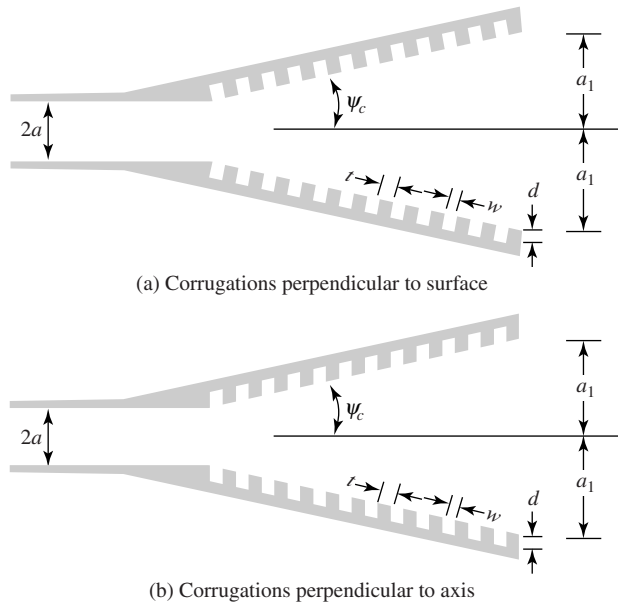 a₁
ψc
2a
t
a₁
d
w
(a) Corrugations perpendicular to surface
a₁
ψc
2a
t
w
d
a₁
(b) Corrugations perpendicular to axis